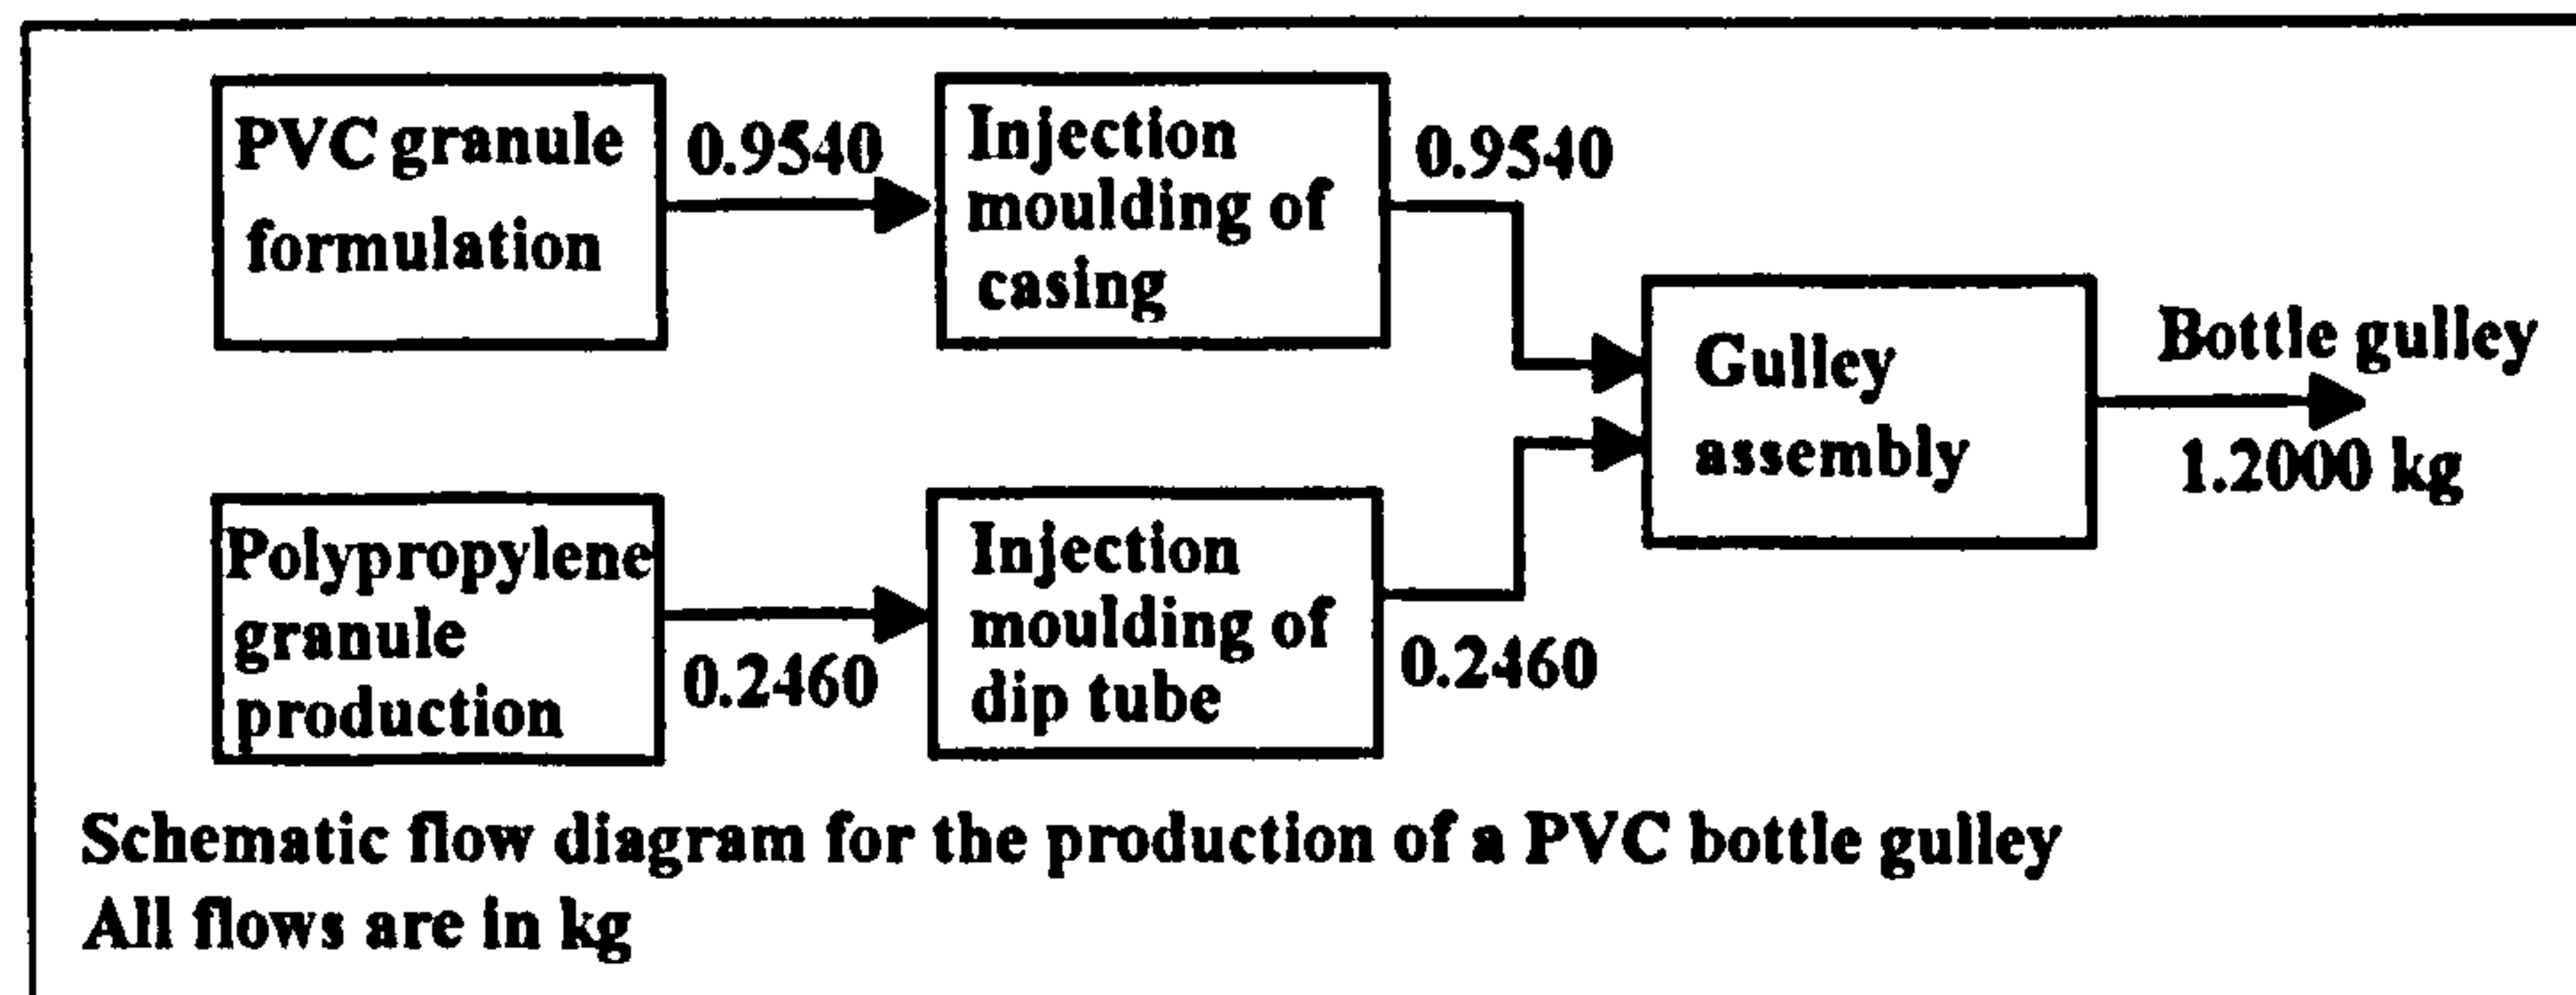 PVC granule
formulation
0.9540
Injection
moulding of
casing
0.9540
Polypropylene
granule
production
0.2460
Injection
moulding of
dip tube
0.2460
Gulley
assembly
Bottle gulley
1.2000 kg
Schematic flow diagram for the production of a PVC bottle gulley
All flows are in kg